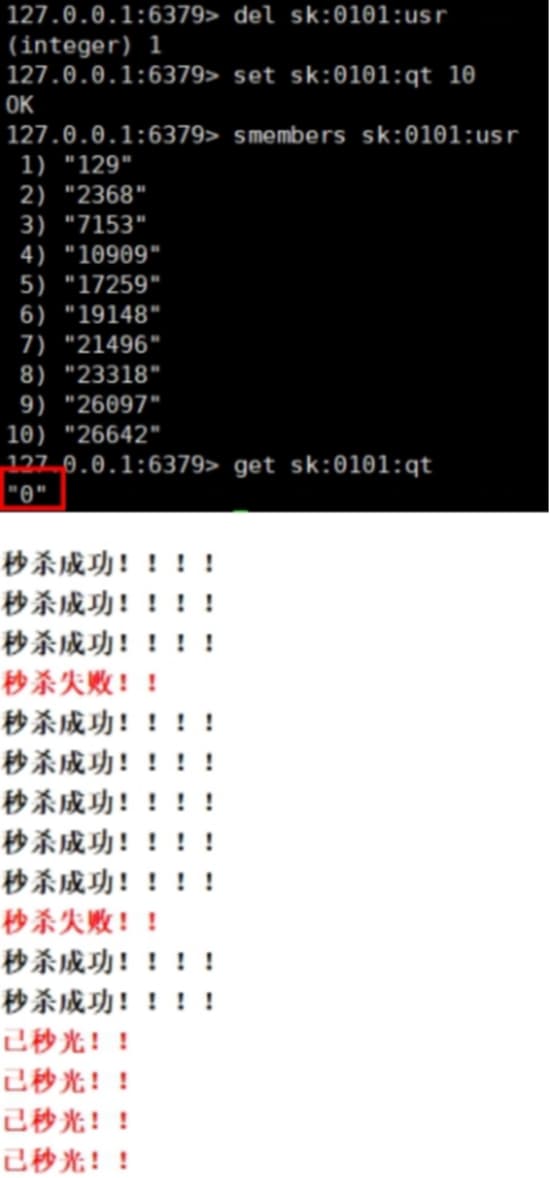 127.0.0.1:6379> del sk:0101:usr
(integer) 1
127.0.0.1:6379> set sk:0101:qt 10
OK
127.0.0.1:6379> smembers sk:0101:usr
1) "129"
2) "2368"
3) "7153"
4) "10909"
5) "17259"
6) "19148"
7) "21496"
8) "23318"
9) "26097"
10) "26642"
127.0.0.1:6379> get sk:0101:qt
"0"
秒杀成功！！！！
秒杀成功！！！！
秒杀成功！！！！
秒杀失败！！
秒杀成功！！！！
秒杀成功！！！！
秒杀成功！！！！
秒杀成功！！！！
秒杀成功！！！！
秒杀失败！！
秒杀成功！！！！
秒杀成功！！！！
已秒光！！
已秒光！！
已秒光！！
已秒光！！